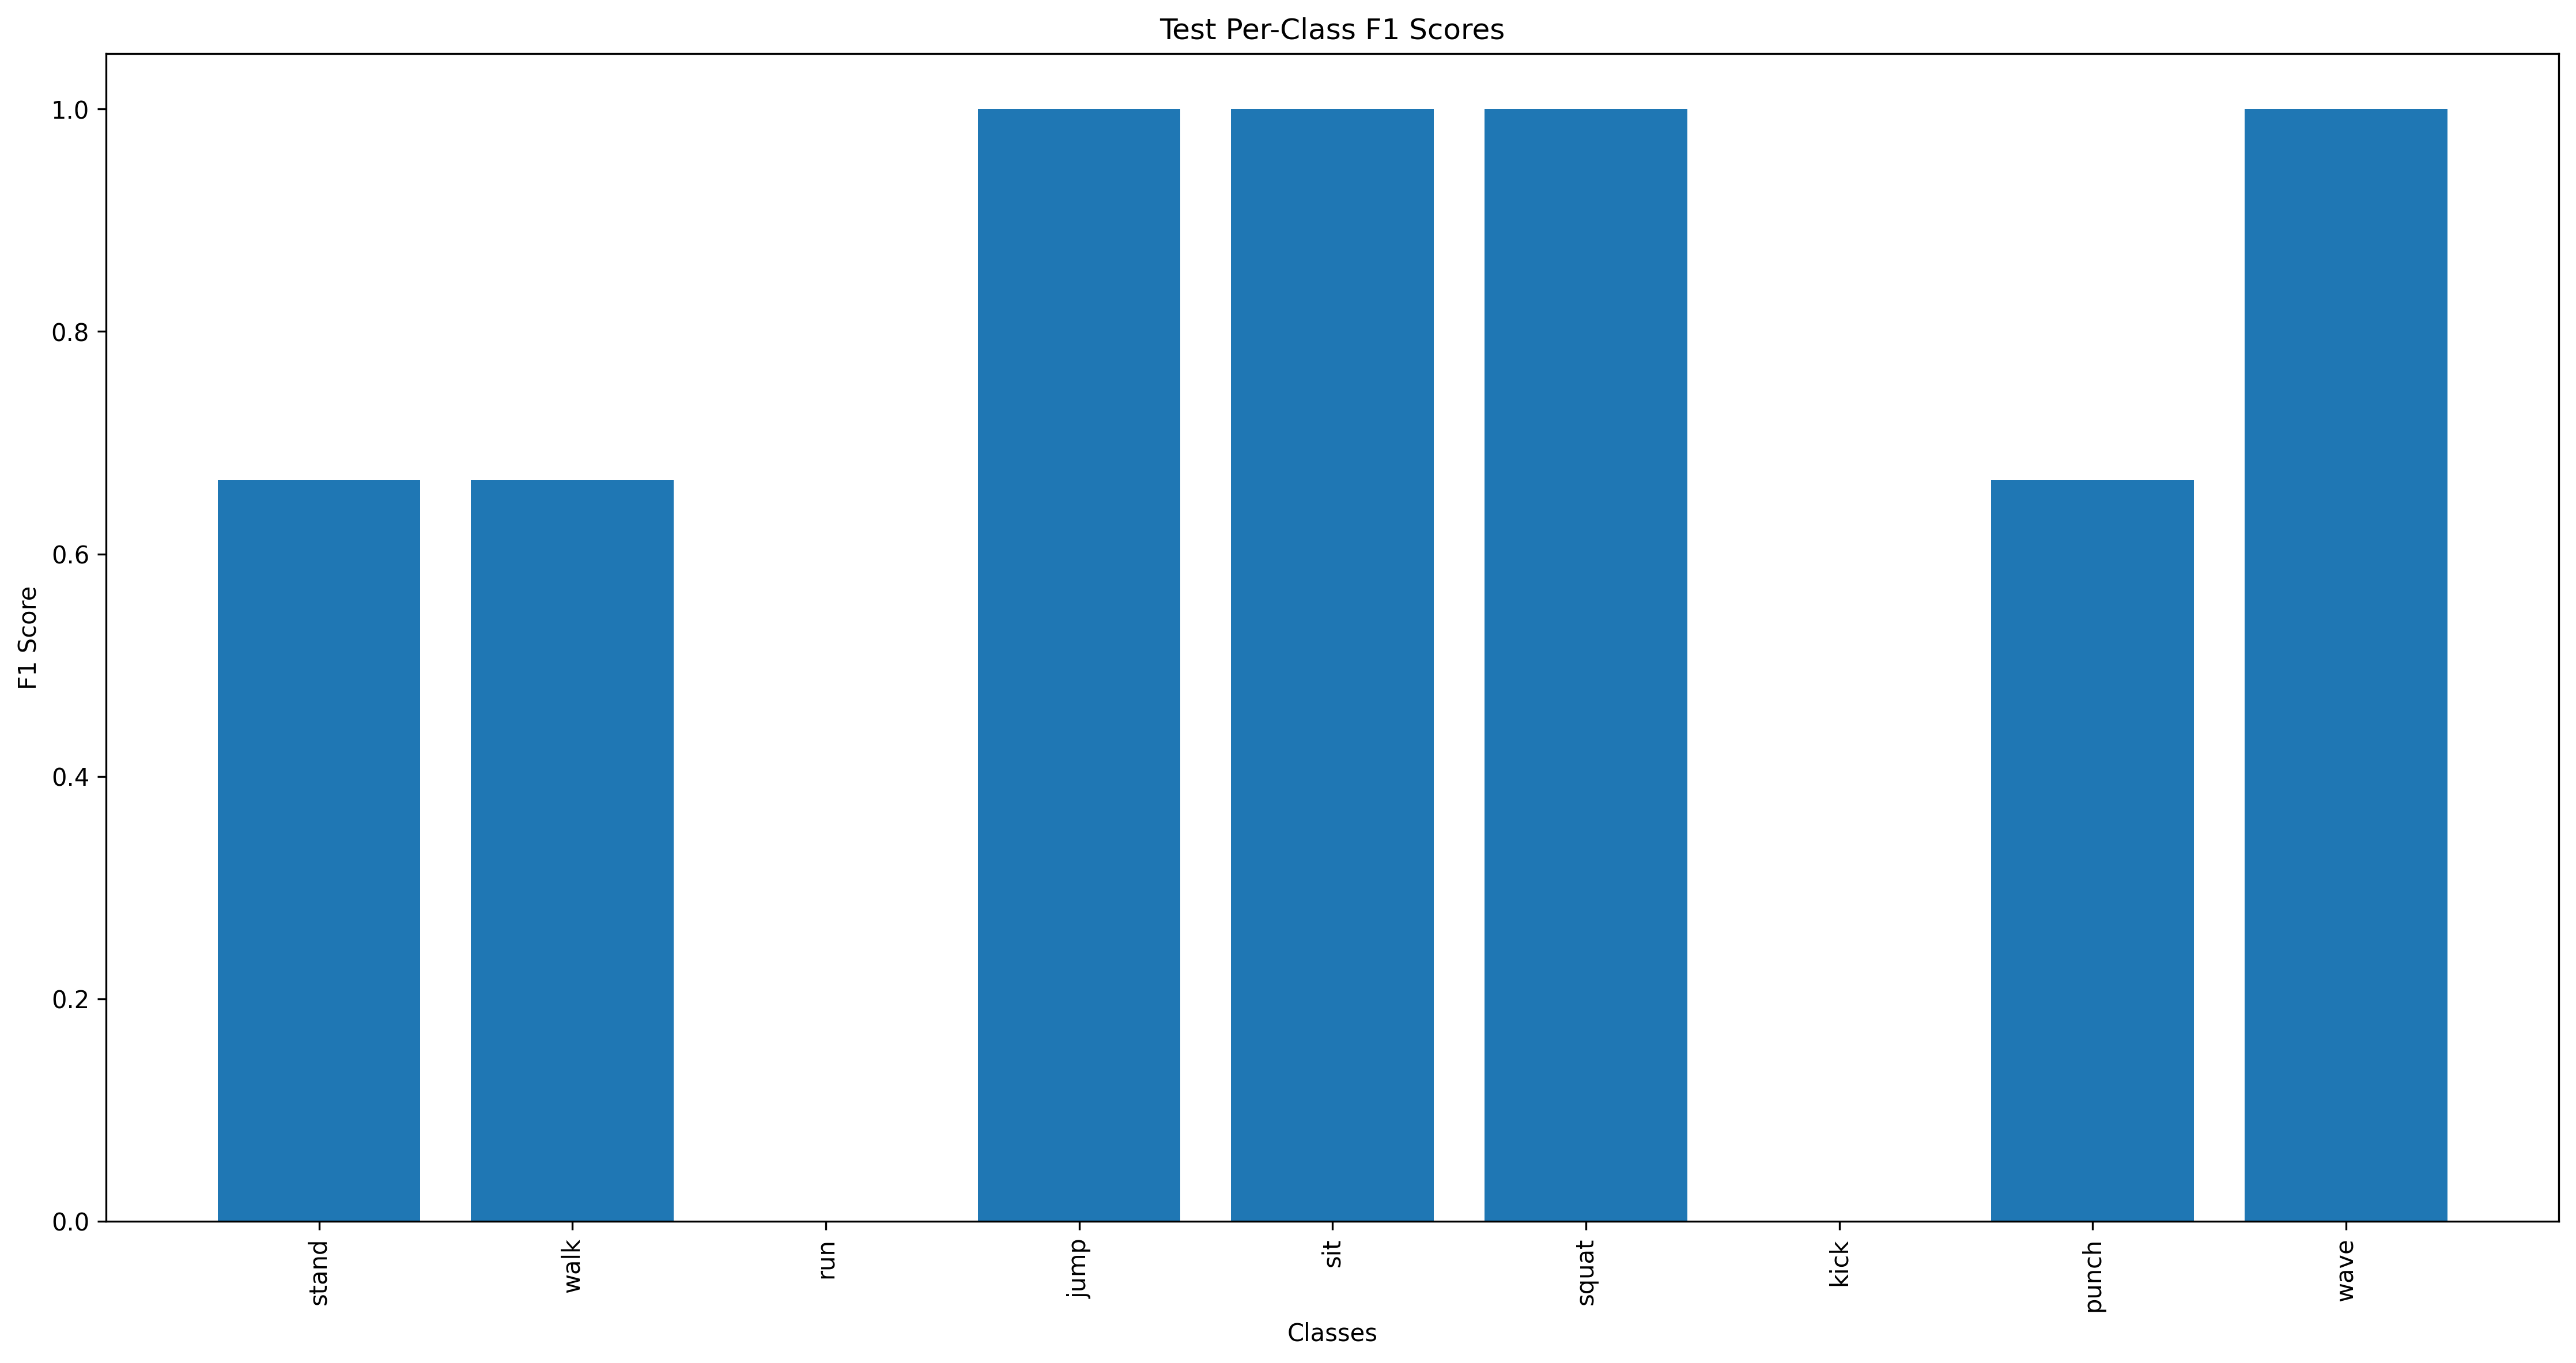 Test Per-Class F1 Scores
1.0
0.8
0.6
0.4
0.2
0.0
F1 Score
stand
walk
run
jump
sit
squat
kick
punch
wave
Classes